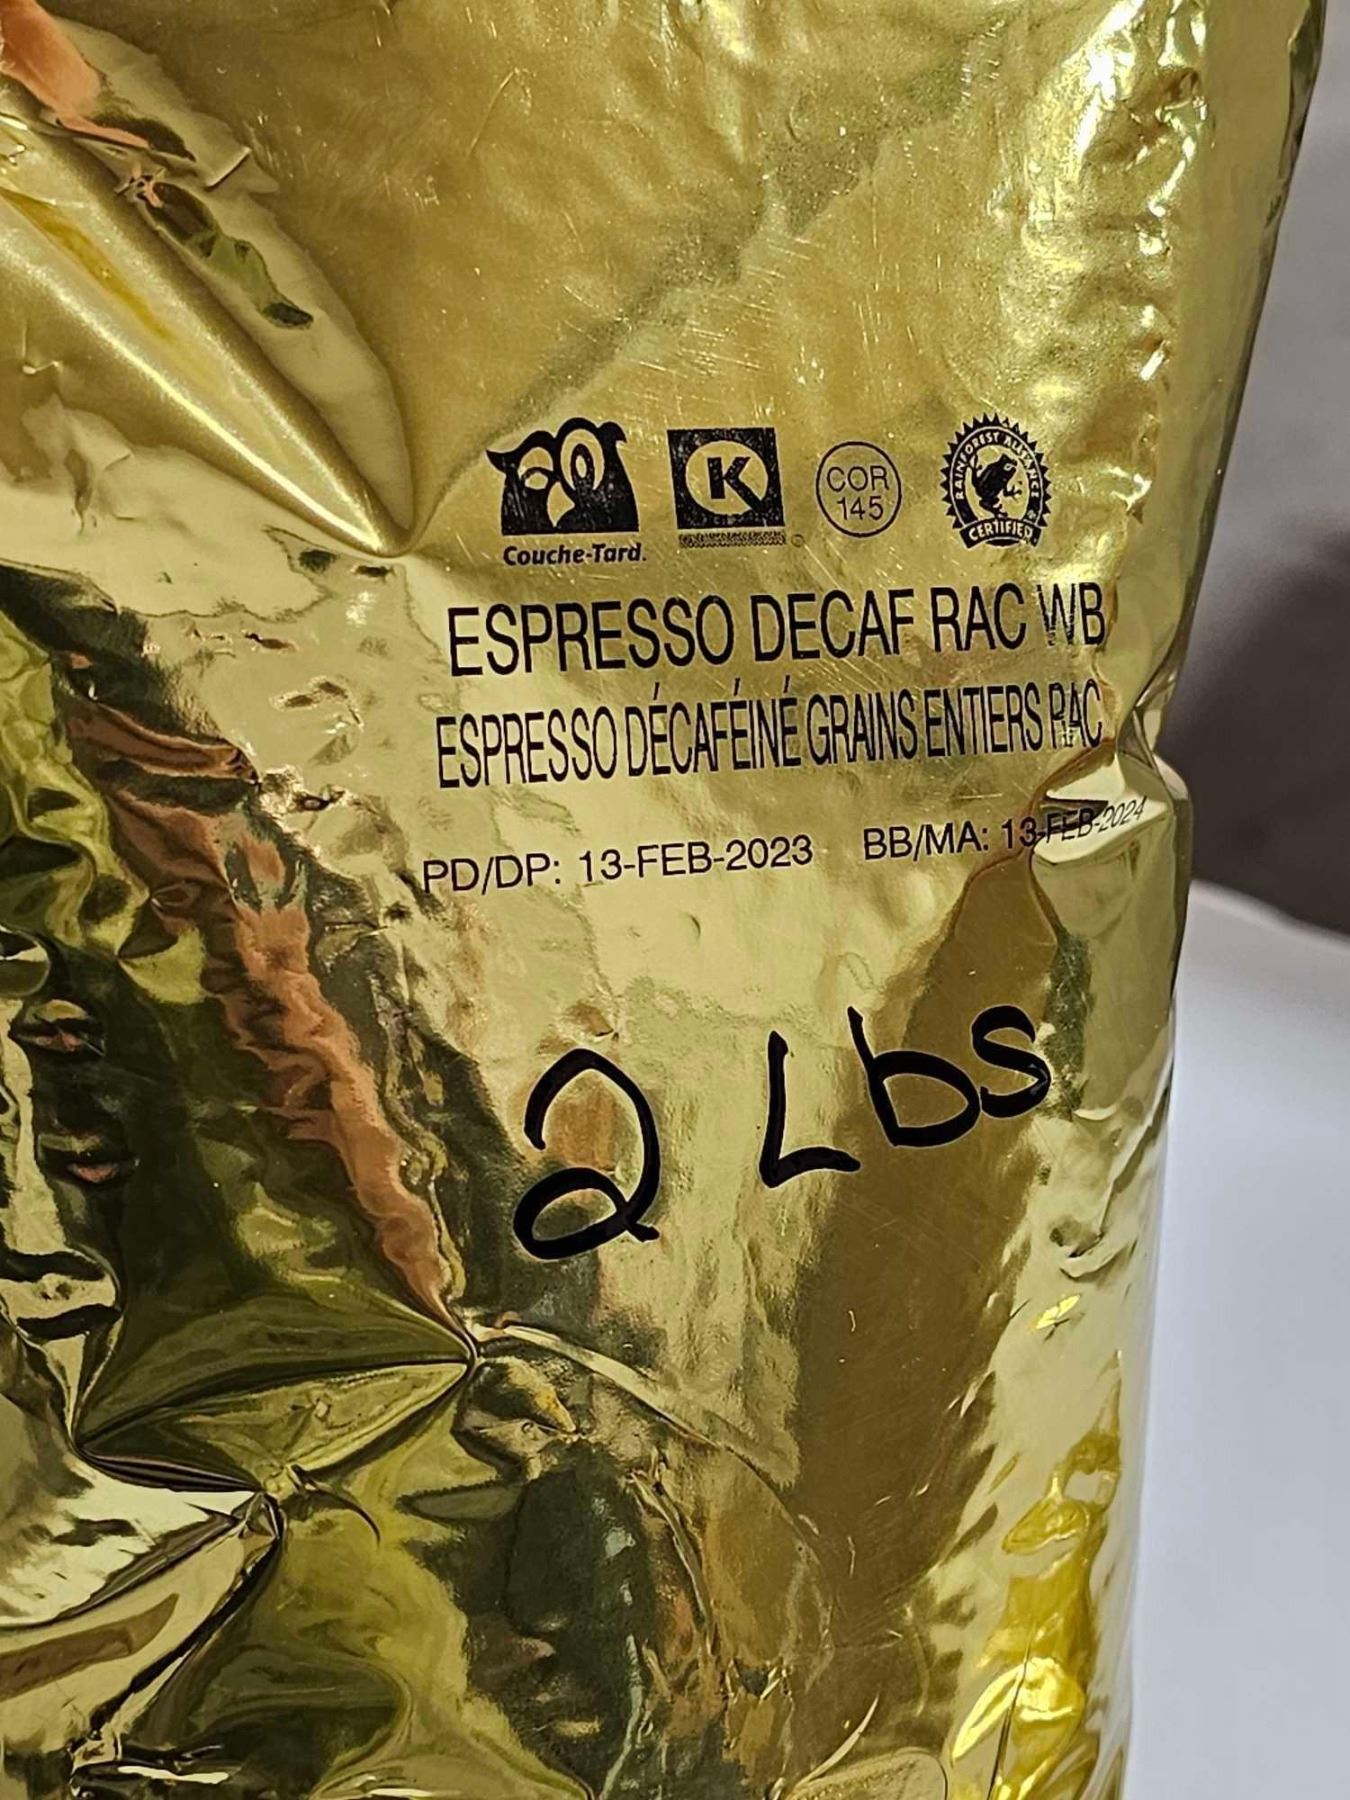 Couche-Tard.
K
COR
145
RAINFOREST ALLIANCE
CERTIFIED
ESPRESSO DECAF RAC WB
ESPRESSO DÉCAFÉINÉ GRAINS ENTIERS RAC
PD/DP: 13-FEB-2023 BB/MA: 13-FEB-2024
2 Lbs